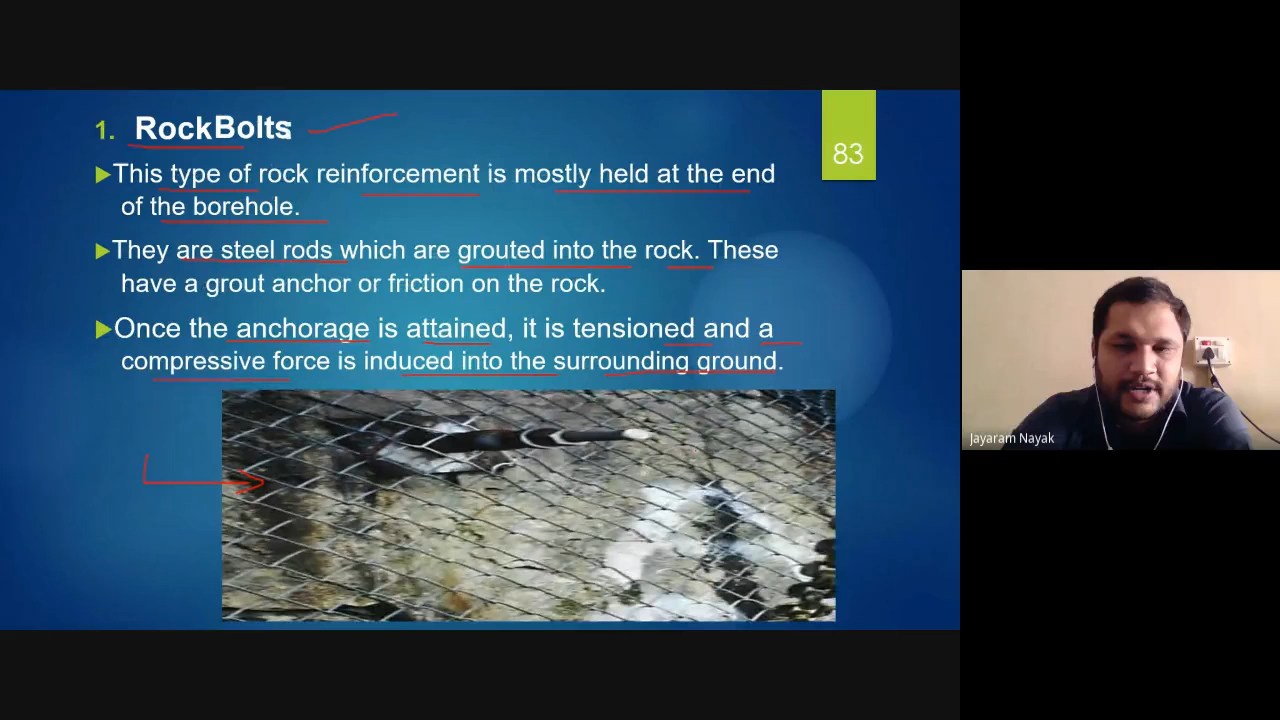 1. RockBolts
83
This type of rock reinforcement is mostly held at the end
of the borehole.
They are steel rods which are grouted into the rock. These
have a grout anchor or friction on the rock.
Once the anchorage is attained, it is tensioned and a
compressive force is induced into the surrounding ground.
Jayaram Nayak